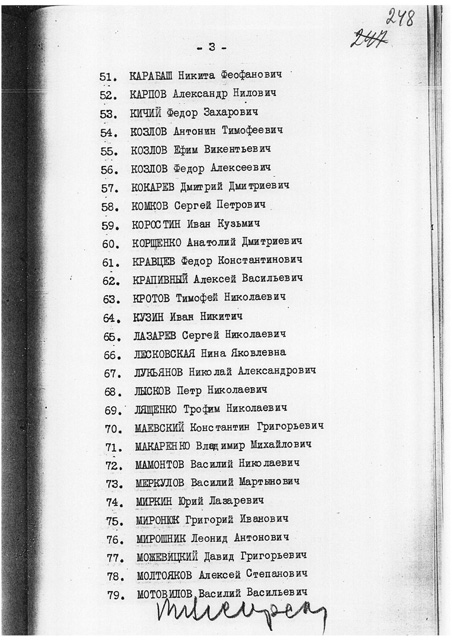 248
247
- 3 -
51. КАРАБАШ Никита Феофанович
52. КАРПОВ Александр Нилович
53. КИЧИЙ Федор Захарович
54. КОЗЛОВ Антонин Тимофеевич
55. КОЗЛОВ Ефим Викентьевич
56. КОЗЛОВ Федор Алексеевич
57. КОКАРЕВ Дмитрий Дмитриевич
58. КОМКОВ Сергей Петрович
59. КОРОСТИН Иван Кузьмич
60. КОРЩЕНКО Анатолий Дмитриевич
61. КРАВЦЕВ Федор Константинович
62. КРАПИВНЫЙ Алексей Васильевич
63. КРОТОВ Тимофей Николаевич
64. КУЗИН Иван Никитич
65. ЛАЗАРЕВ Сергей Николаевич
66. ЛЕСКОВСКАЯ Нина Яковлевна
67. ЛУКЬЯНОВ Николай Александрович
68. ЛЫСКОВ Петр Николаевич
69. ЛЯЩЕНКО Трофим Николаевич
70. МАЕВСКИЙ Константин Григорьевич
71. МАКАРЕНКО Владимир Михайлович
72. МАМОНТОВ Василий Николаевич
73. МЕРКУЛОВ Василий Мартынович
74. МИРКИН Юрий Лазаревич
75. МИРОНЮК Григорий Иванович
76. МИРОШНИК Леонид Антонович
77. МОЖЕВИЦКИЙ Давид Григорьевич
78. МОЛТОЯКОВ Алексей Степанович
79. МОТОВИЛОВ Василий Васильевич